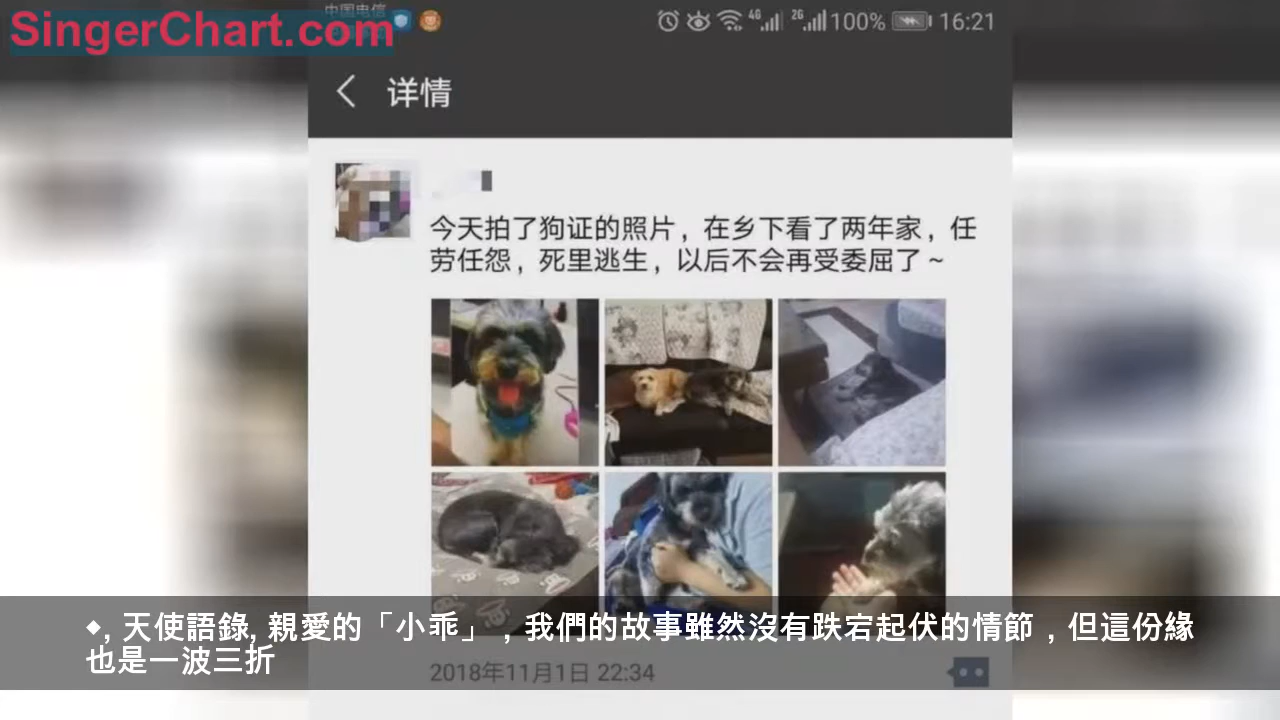 中国电信
SingerChart.com
4G
2G
100%
16:21
详情
今天拍了狗证的照片，在乡下看了两年家，任
劳任怨，死里逃生，以后不会再受委屈了~
◆, 天使語錄, 親愛的「小乖」，我們的故事雖然沒有跌宕起伏的情節，但這份緣
也是一波三折
2018年11月1日 22:34